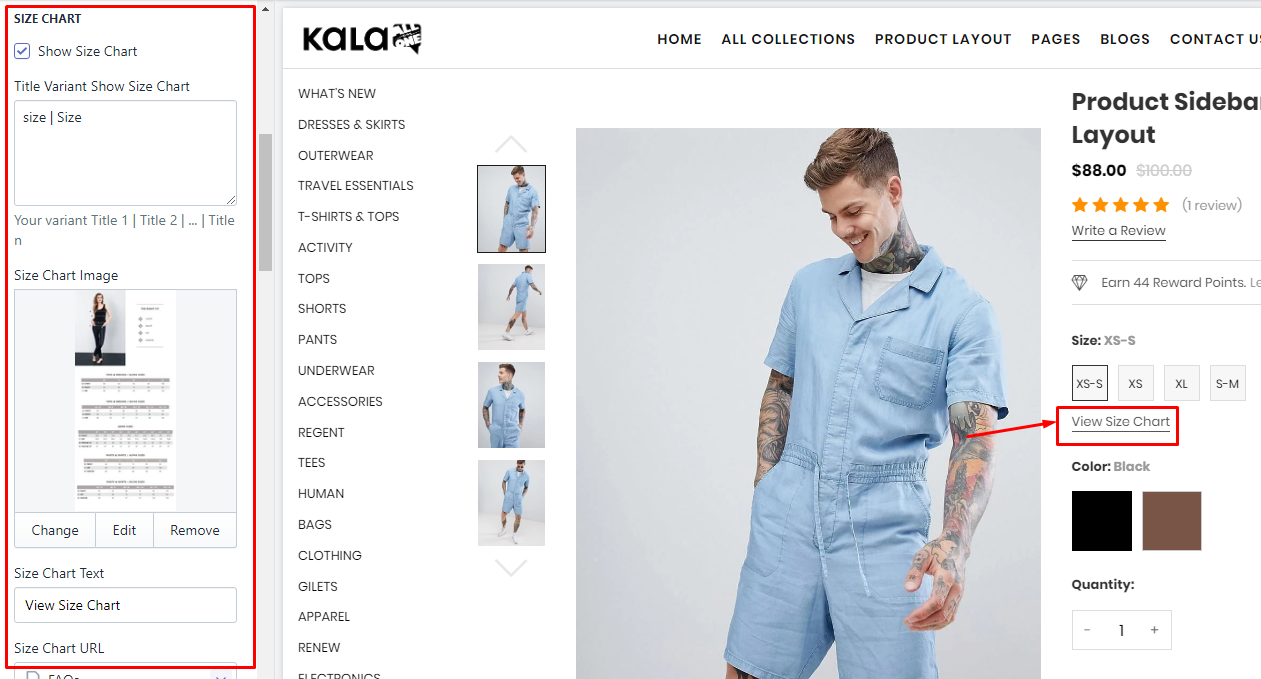 SIZE CHART
Show Size Chart
Title Variant Show Size Chart
size | Size
Your variant Title 1 | Title 2 | ... | Title
n
Size Chart Image
Change Edit Remove
Size Chart Text
View Size Chart
Size Chart URL
FAQs
KALA
HOME ALL COLLECTIONS PRODUCT LAYOUT PAGES BLOGS CONTACT US
WHAT'S NEW
DRESSES & SKIRTS
OUTERWEAR
TRAVEL ESSENTIALS
T-SHIRTS & TOPS
ACTIVITY
TOPS
SHORTS
PANTS
UNDERWEAR
ACCESSORIES
REGENT
TEES
HUMAN
BAGS
CLOTHING
GILETS
APPAREL
RENEW
ELECTRONICS
Product Sidebar
Layout
$88.00 $100.00
(1 review)
Write a Review
Earn 44 Reward Points. Le
Size: XS-S
XS-S XS XL S-M
View Size Chart
Color: Black
Quantity:
- 1 +